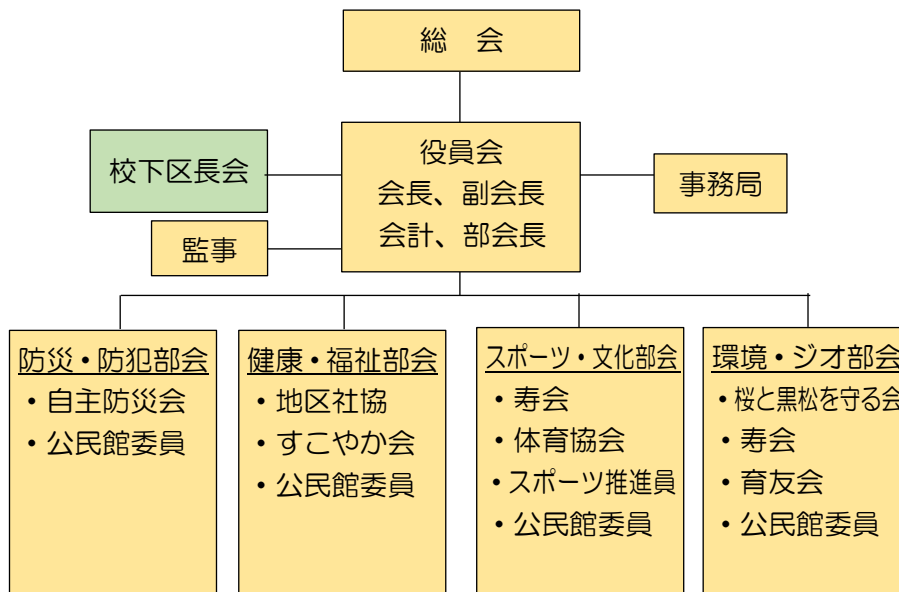 総　会
校下区長会
役員会
会長、副会長
会計、部会長
事務局
監事
防災・防犯部会
・自主防災会
・公民館委員
健康・福祉部会
・地区社協
・すこやか会
・公民館委員
スポーツ・文化部会
・寿会
・体育協会
・スポーツ推進員
・公民館委員
環境・ジオ部会
・桜と黒松を守る会
・寿会
・育友会
・公民館委員